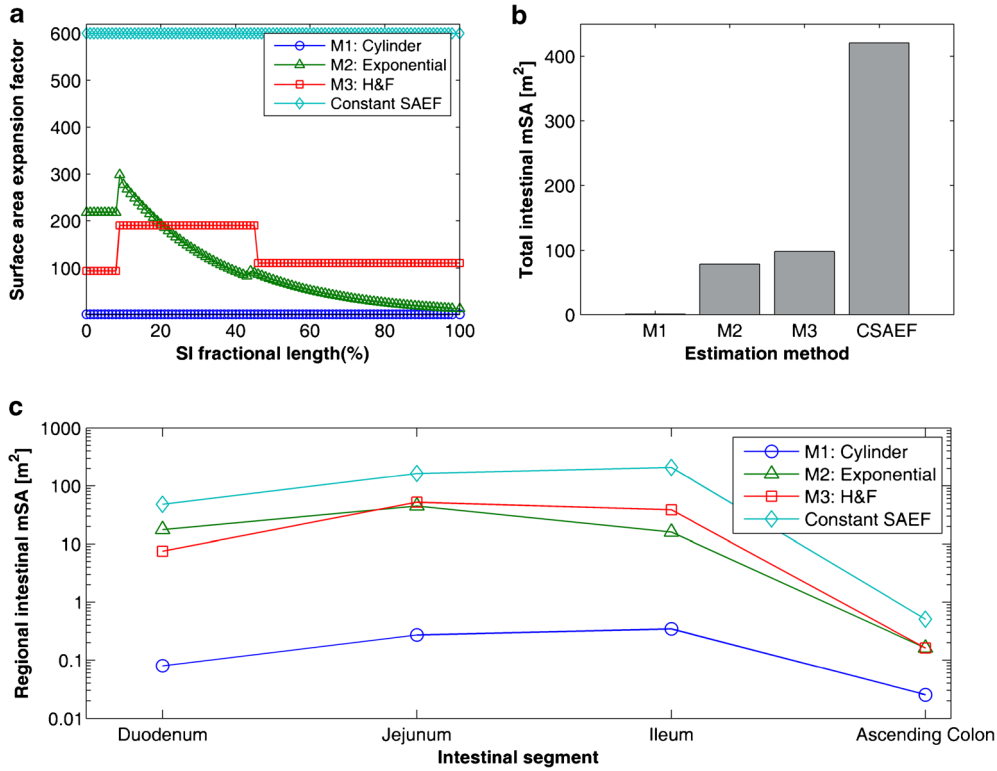 a
Surface area expansion factor
600
500
400
300
200
100
0 20 40 60 80 100
SI fractional length(%)
M1: Cylinder
M2: Exponential
M3: H&F
Constant SAEF
b
Total intestinal mSA [m²]
400
300
200
100
0
M1 M2 M3 CSAEF
Estimation method
c
Regional intestinal mSA [m²]
1000
100
10
1
0.1
0.01
M1: Cylinder
M2: Exponential
M3: H&F
Constant SAEF
Duodenum Jejunum Ileum Ascending Colon
Intestinal segment